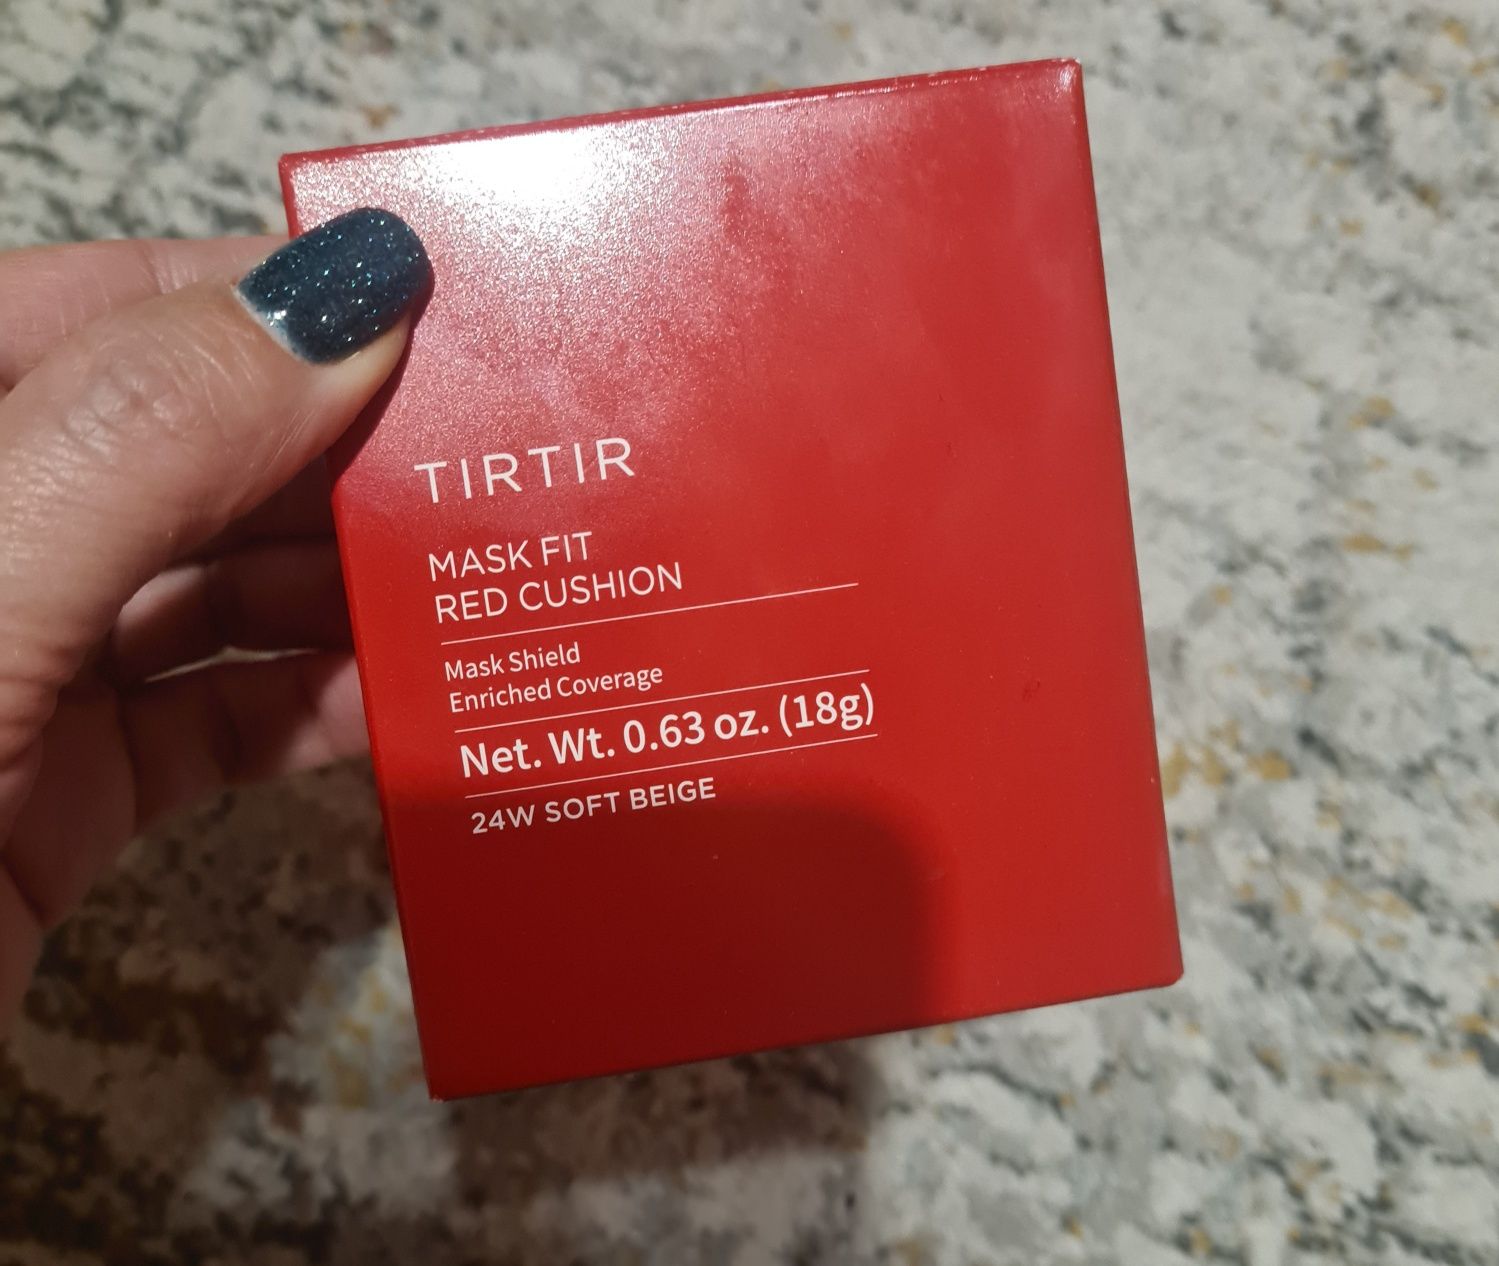 TIRTIR
MASK FIT
RED CUSHION
Mask Shield
Enriched Coverage
Net. Wt. 0.63 oz. (18g)
24W SOFT BEIGE